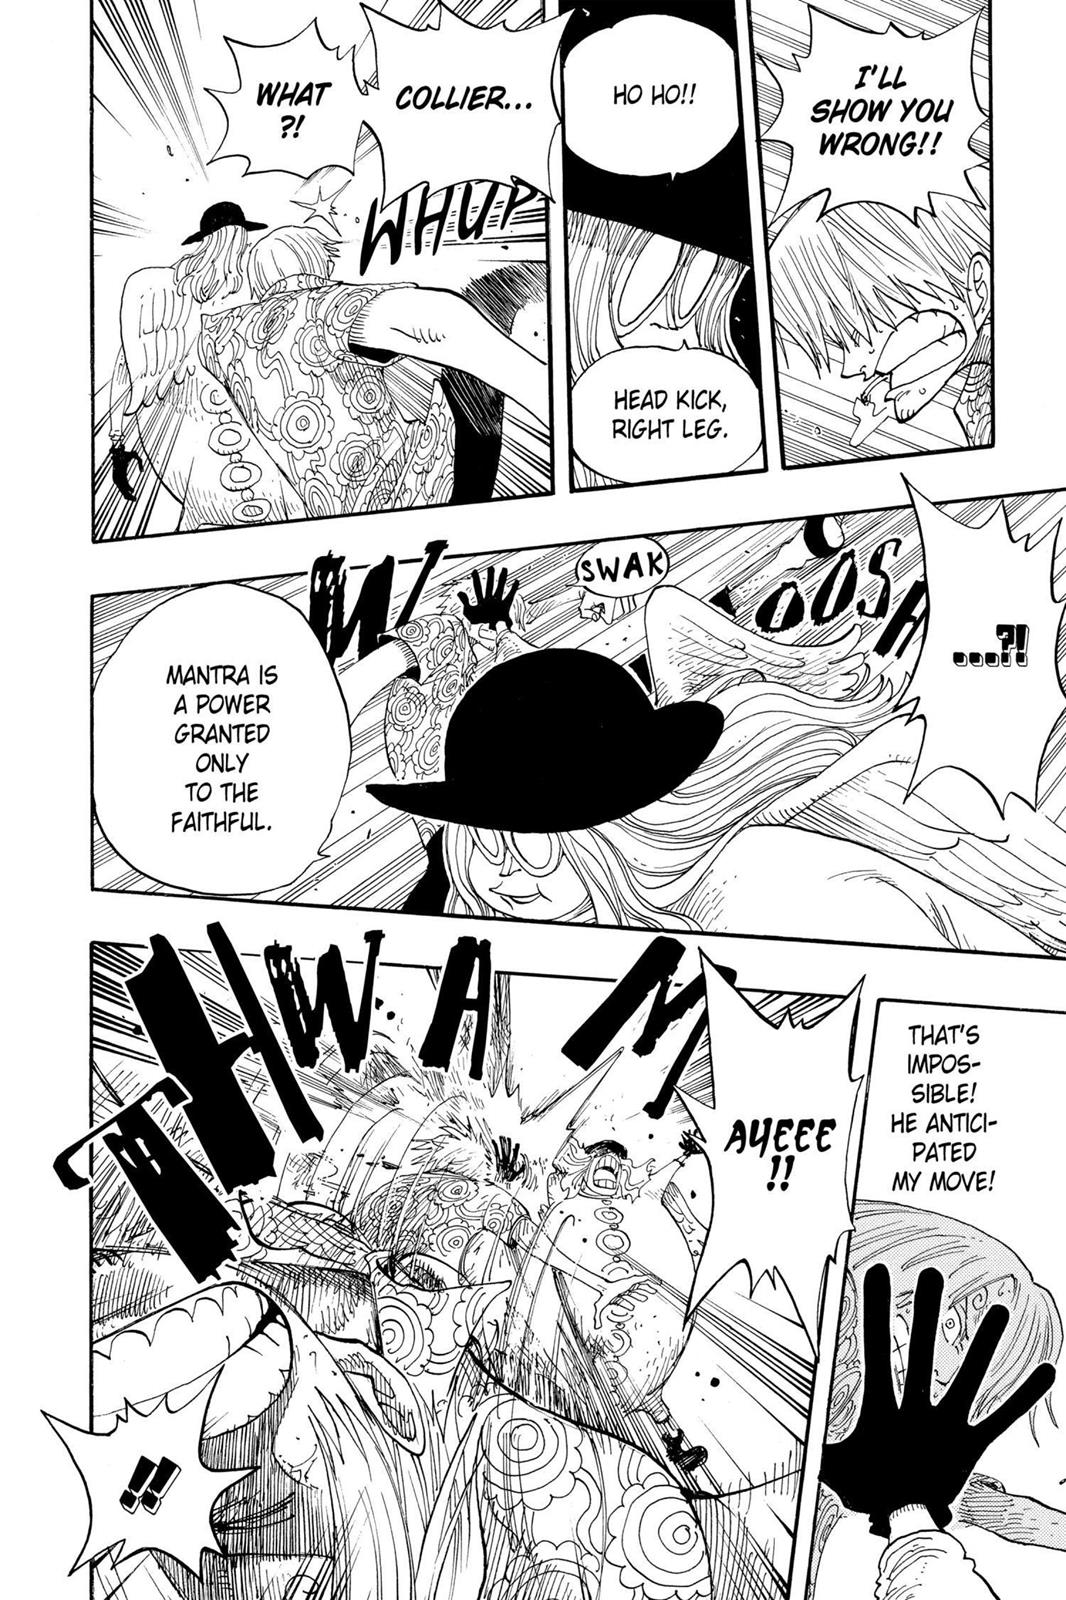 I'LL
SHOW YOU
WRONG!!
HO HO!!
HEAD KICK,
RIGHT LEG.
COLLIER...
WHAT
?!
WHUP
...?!
WOOSH
SWAK
MANTRA IS
A POWER
GRANTED
ONLY
TO THE
FAITHFUL.
THAT'S
IMPOS-
SIBLE!
HE ANTICI-
PATED
MY MOVE!
AYEEE
!!
THWAM
!!